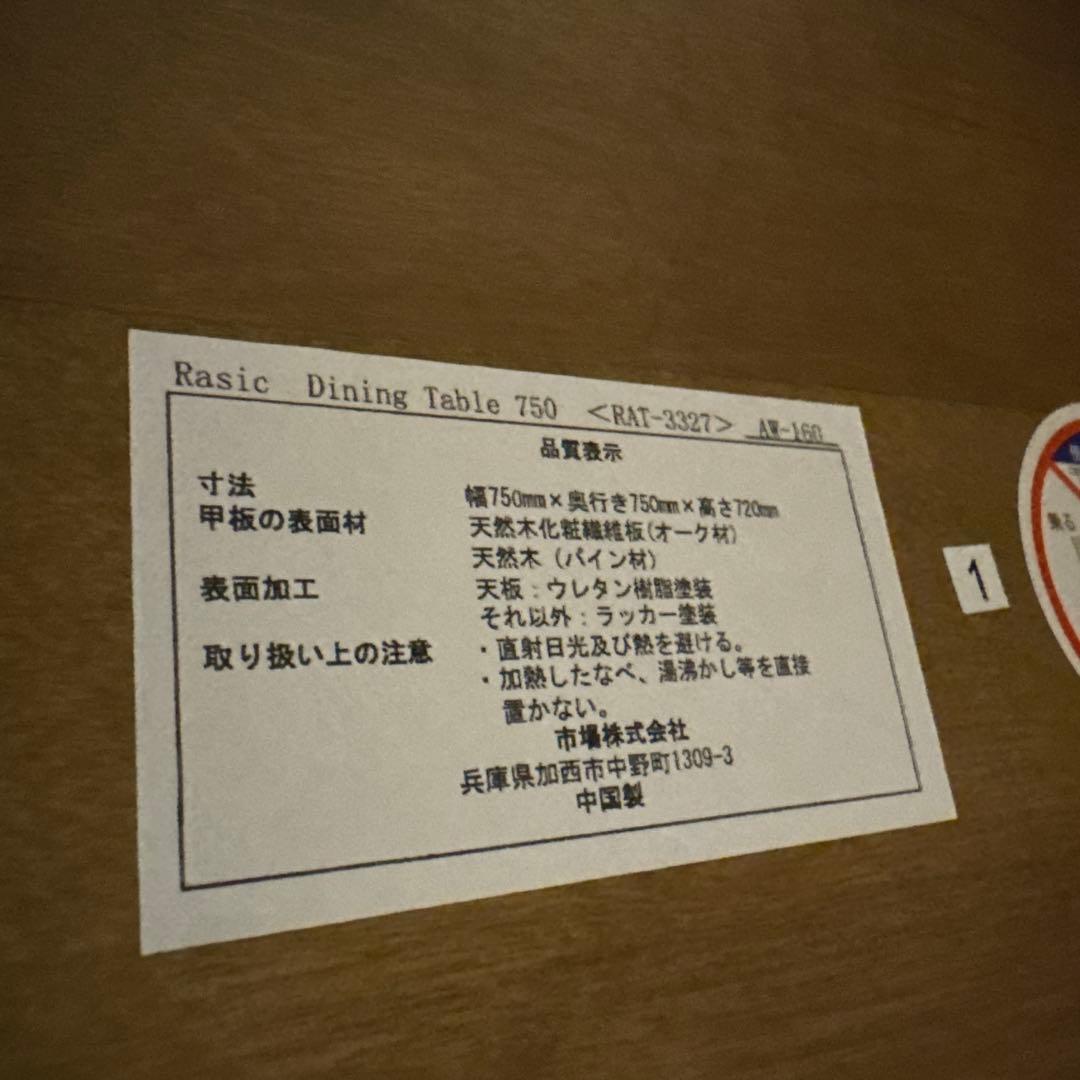 Rasic Dining Table 750 <RAT-3327> AW-160
品質表示
寸法 幅750mm×奥行き750mm×高さ720mm
甲板の表面材 天然木化粧繊維板(オーク材)
天然木 (パイン材)
表面加工 天板:ウレタン樹脂塗装
それ以外:ラッカー塗装
取り扱い上の注意 ・直射日光及び熱を避ける。
・加熱したなべ、湯沸かし等を直接
置かない。
市場株式会社
兵庫県加西市中野町1309-3
中国製
1
乗る